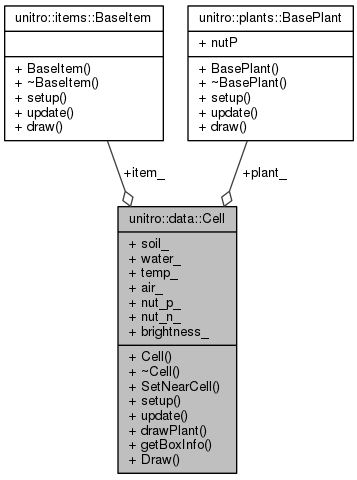 unitro::items::BaseItem
+ BaseItem()
+ ~BaseItem()
+ setup()
+ update()
+ draw()
unitro::plants::BasePlant
+ nutP
+ BasePlant()
+ ~BasePlant()
+ setup()
+ update()
+ draw()
+item_
+plant_
unitro::data::Cell
+ soil_
+ water_
+ temp_
+ air_
+ nut_p_
+ nut_n_
+ brightness_
+ Cell()
+ ~Cell()
+ SetNearCell()
+ setup()
+ update()
+ drawPlant()
+ getBoxInfo()
+ Draw()